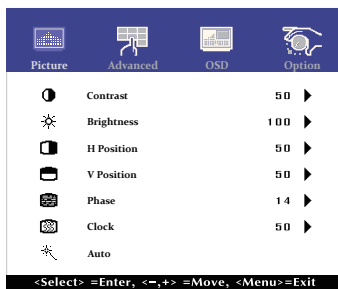 Picture Advanced OSD Option
Contrast 50
Brightness 100
H Position 50
V Position 50
Phase 14
Clock 50
Auto
<Select> =Enter, <−,+> =Move, <Menu>=Exit